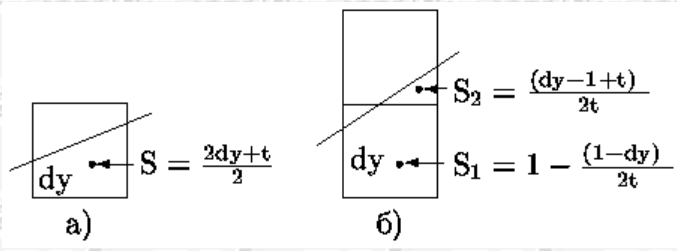 S₂ = (dy−1+t)/2t
dy S = (2dy+t)/2
dy S₁ = 1 − (1−dy)/2t
а) б)